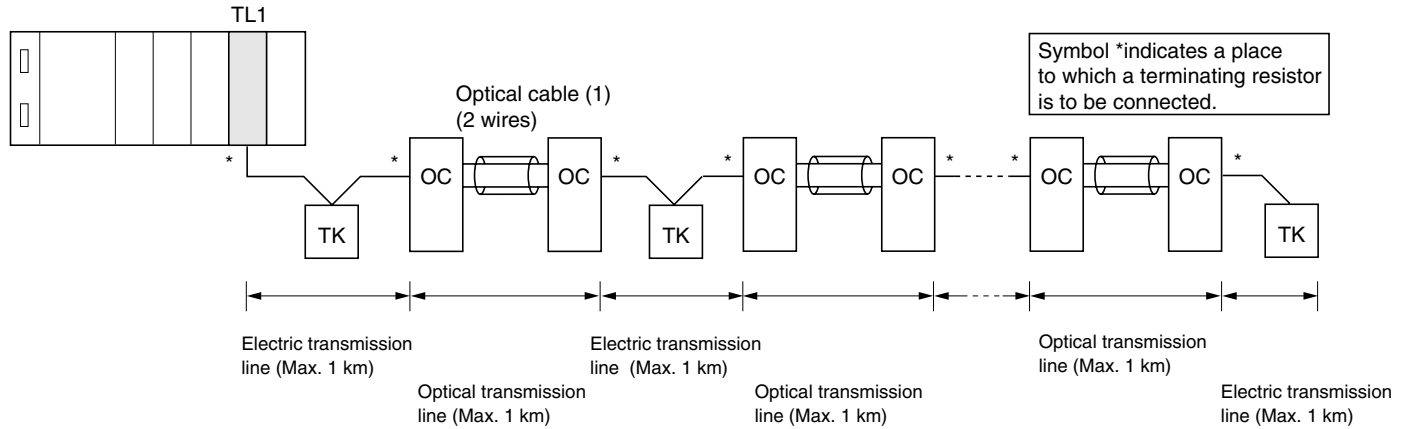 TL1
Symbol *indicates a place
to which a terminating resistor
is to be connected.
Optical cable (1)
(2 wires)
* * * * * * *
OC OC OC OC OC OC
TK TK TK
Electric transmission
line (Max. 1 km)
Optical transmission
line (Max. 1 km)
Electric transmission
line (Max. 1 km)
Optical transmission
line (Max. 1 km)
Optical transmission
line (Max. 1 km)
Electric transmission
line (Max. 1 km)